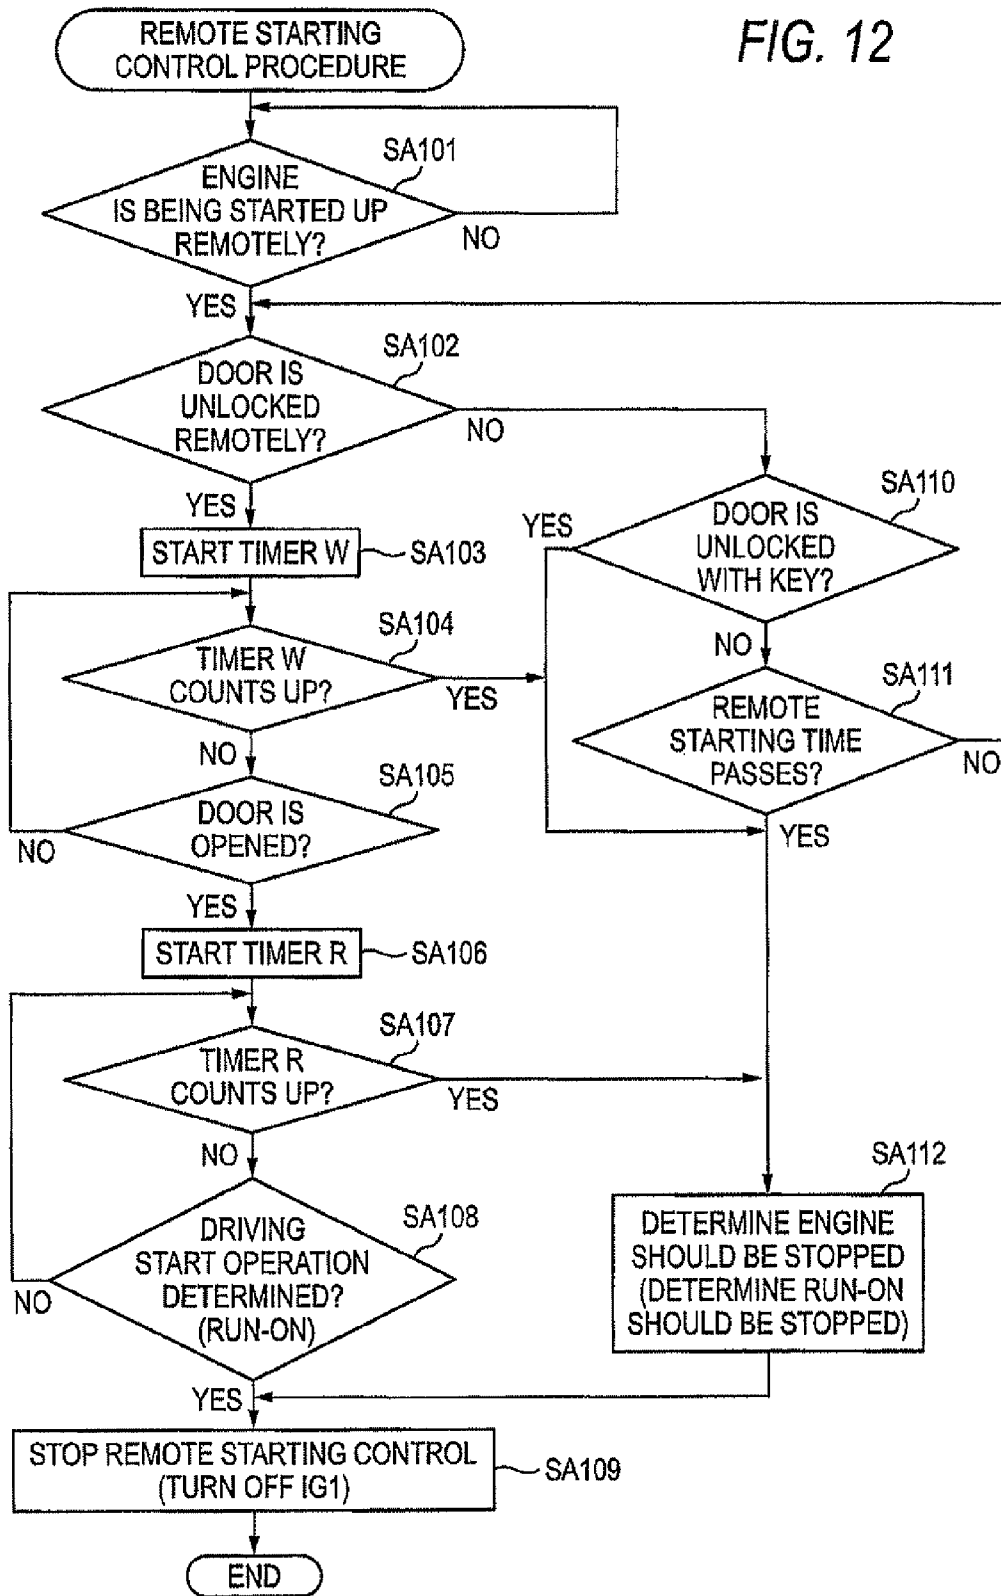 REMOTE STARTING
CONTROL PROCEDURE
FIG. 12
SA101
ENGINE
IS BEING STARTED UP
REMOTELY?
NO
YES
SA102
DOOR IS
UNLOCKED
REMOTELY?
NO
YES
SA110
DOOR IS
UNLOCKED
WITH KEY?
YES
NO
START TIMER W
SA103
SA104
TIMER W
COUNTS UP?
YES
NO
SA111
REMOTE
STARTING TIME
PASSES?
NO
YES
SA105
DOOR IS
OPENED?
NO
YES
START TIMER R
SA106
SA107
TIMER R
COUNTS UP?
YES
NO
SA108
DRIVING
START OPERATION
DETERMINED?
(RUN-ON)
NO
YES
SA112
DETERMINE ENGINE
SHOULD BE STOPPED
(DETERMINE RUN-ON
SHOULD BE STOPPED)
STOP REMOTE STARTING CONTROL
(TURN OFF IG1)
SA109
END